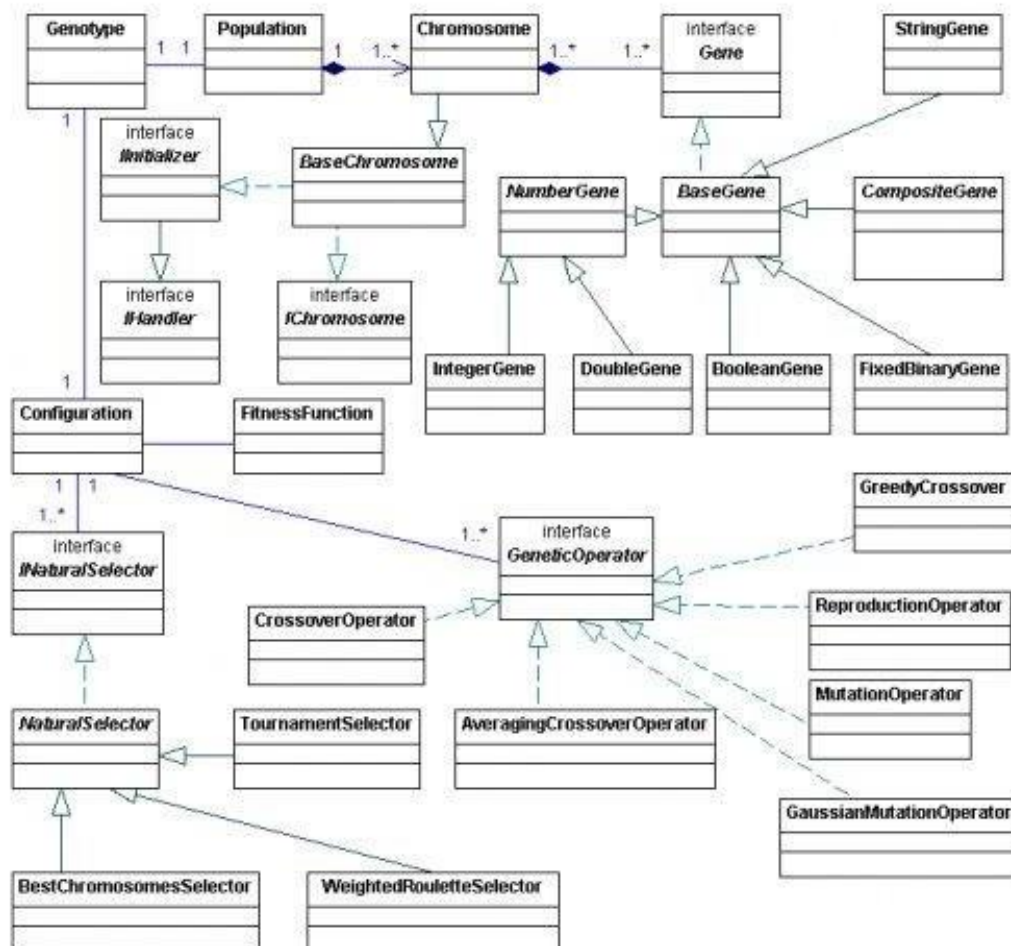 Genotype
Population
Chromosome
interface
Gene
StringGene
1 1
1
1..*
1..*
1..*
1
interface
IInitializer
BaseChromosome
NumberGene
BaseGene
CompositeGene
interface
IHandler
interface
IChromosome
IntegerGene
DoubleGene
BooleanGene
FixedBinaryGene
1
Configuration
FitnessFunction
1 1
1..*
1..*
interface
INaturalSelector
interface
GeneticOperator
GreedyCrossover
CrossoverOperator
ReproductionOperator
NaturalSelector
TournamentSelector
AveragingCrossoverOperator
MutationOperator
GaussianMutationOperator
BestChromosomesSelector
WeightedRouletteSelector